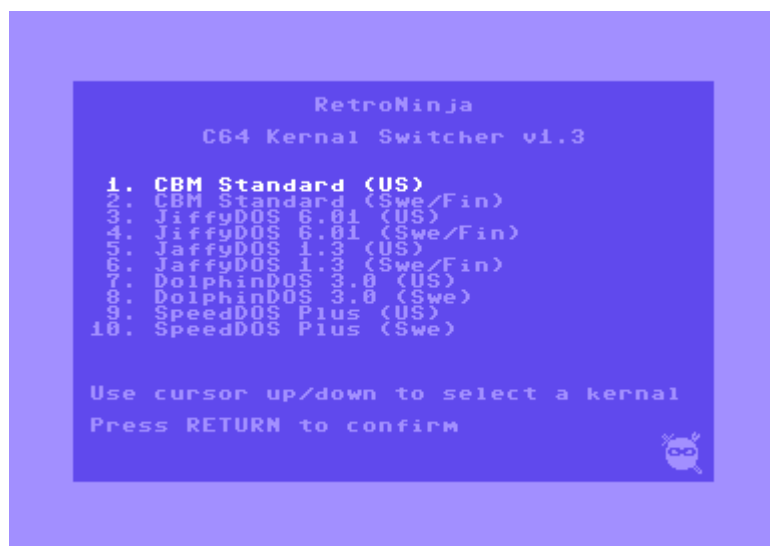 RetroNinja
C64 Kernal Switcher v1.3
1. CBM Standard (US)
2. CBM Standard (Swe/Fin)
3. JiffyDOS 6.01 (US)
4. JiffyDOS 6.01 (Swe/Fin)
5. JaffyDOS 1.3 (US)
6. JaffyDOS 1.3 (Swe/Fin)
7. DolphinDOS 3.0 (US)
8. DolphinDOS 3.0 (Swe)
9. SpeedDOS Plus (US)
10. SpeedDOS Plus (Swe)
Use cursor up/down to select a kernal
Press RETURN to confirm